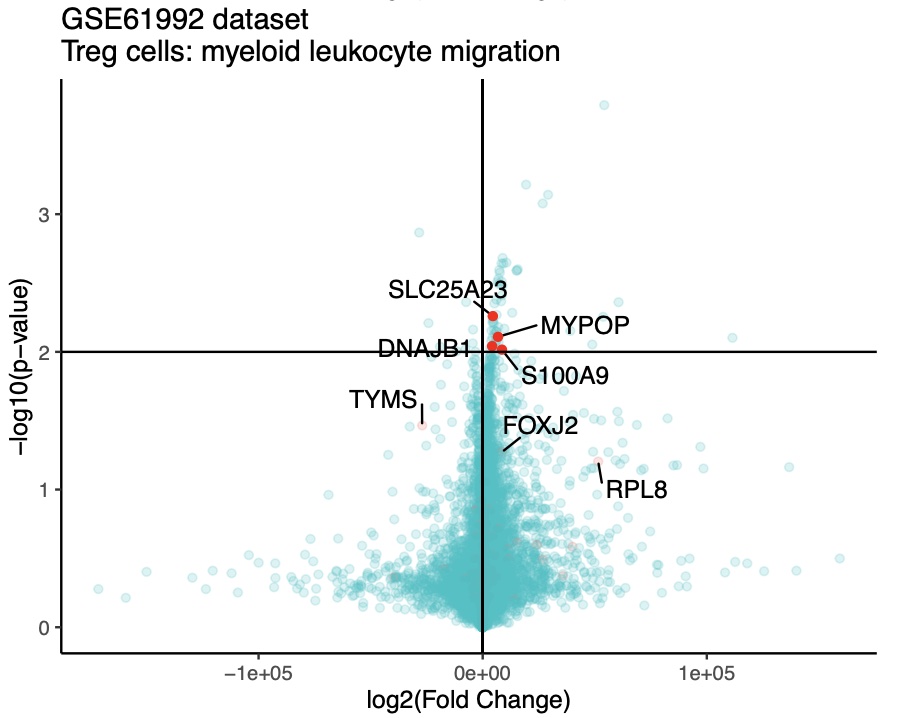 GSE61992 dataset
Treg cells: myeloid leukocyte migration
−log10(p−value)
3
2
1
0
SLC25A23
MYPOP
DNAJB1
S100A9
TYMS
FOXJ2
RPL8
−1e+05
0e+00
1e+05
log2(Fold Change)